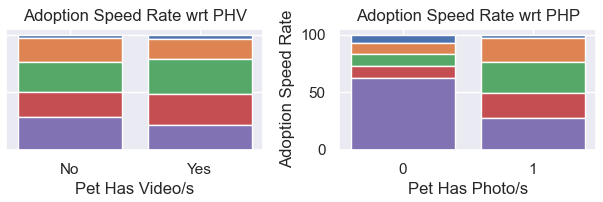 Adoption Speed Rate wrt PHV
No
Yes
Pet Has Video/s
Adoption Speed Rate wrt PHP
Adoption Speed Rate
100
50
0
0
1
Pet Has Photo/s